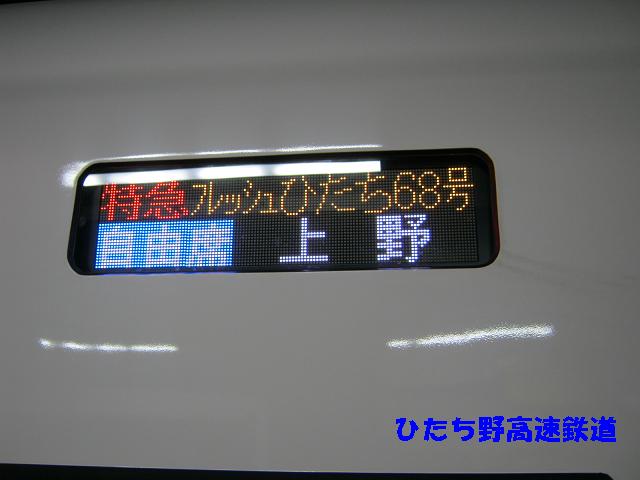 特急ﾌﾚｯｼｭひたち68号
自由席 上野
ひたち野高速鉄道